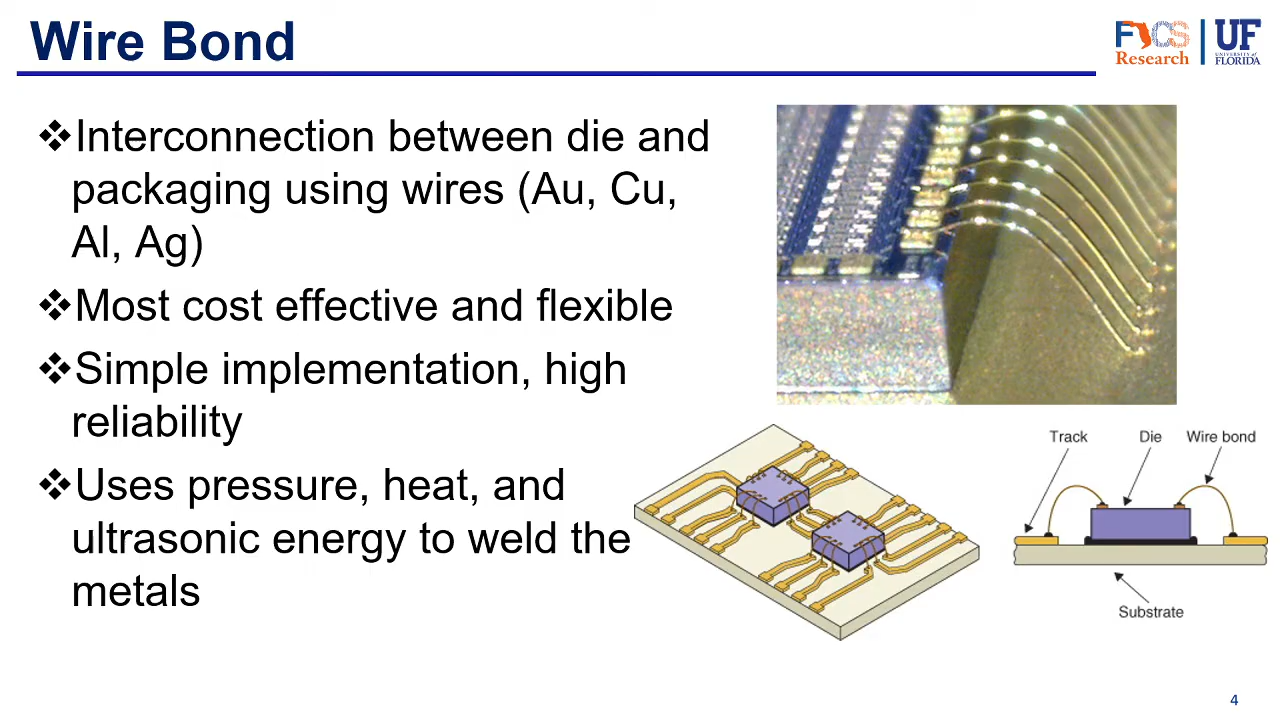 Wire Bond
FICS
Research
UF
UNIVERSITY of
FLORIDA
❖Interconnection between die and
packaging using wires (Au, Cu,
Al, Ag)
❖Most cost effective and flexible
❖Simple implementation, high
reliability
❖Uses pressure, heat, and
ultrasonic energy to weld the
metals
Track
Die
Wire bond
Substrate
4